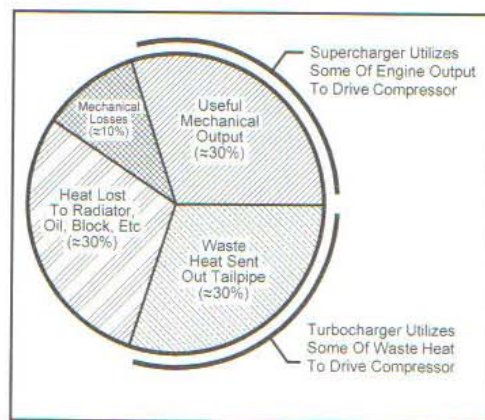 Supercharger Utilizes
Some Of Engine Output
To Drive Compressor
Mechanical
Losses
(≈10%)
Useful
Mechanical
Output
(≈30%)
Heat Lost
To Radiator,
Oil, Block, Etc
(≈30%)
Waste
Heat Sent
Out Tailpipe
(≈30%)
Turbocharger Utilizes
Some Of Waste Heat
To Drive Compressor